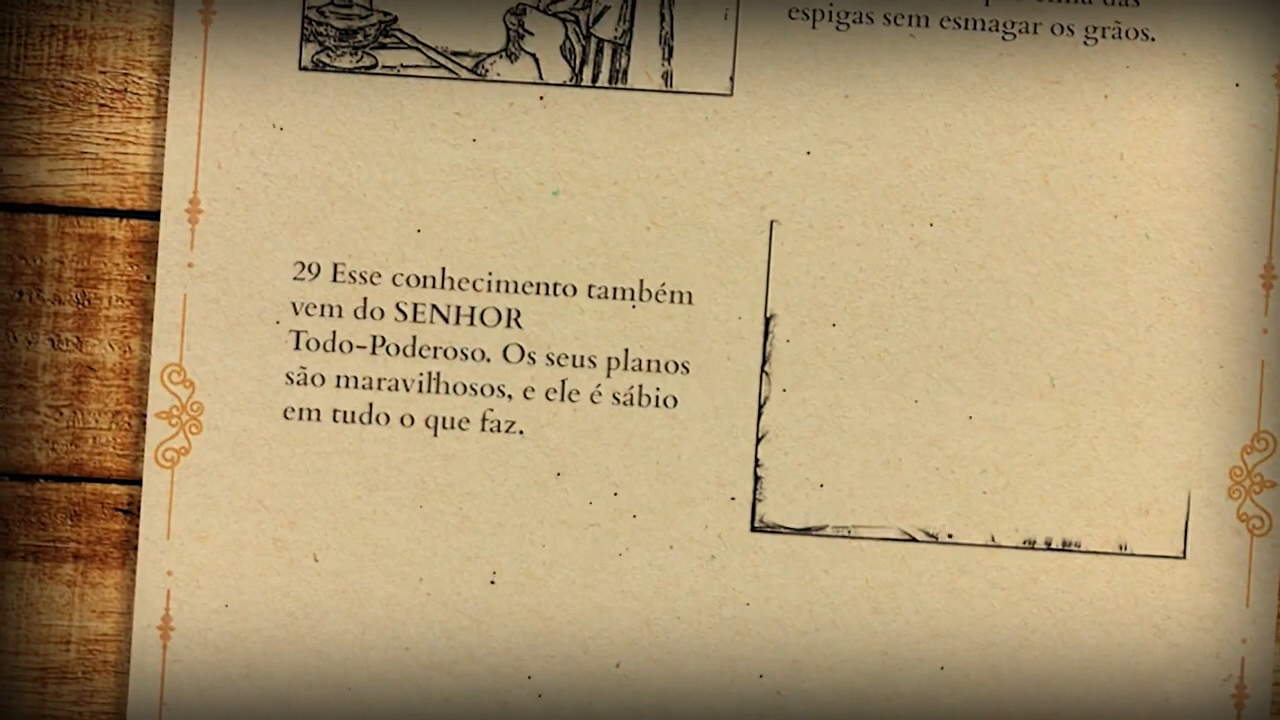 espigas sem esmagar os grãos.
29 Esse conhecimento também
vem do SENHOR
Todo-Poderoso. Os seus planos
são maravilhosos, e ele é sábio
em tudo o que faz.